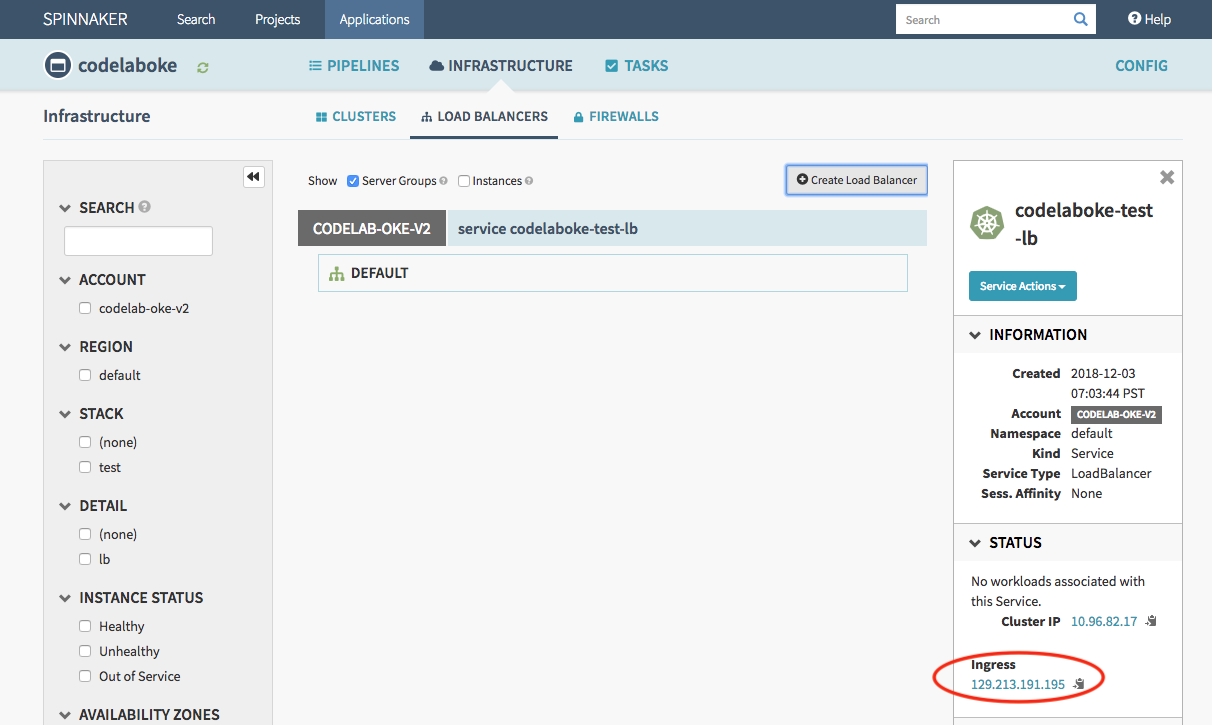 SPINNAKER Search Projects Applications Search Help
codelaboke PIPELINES INFRASTRUCTURE TASKS CONFIG
Infrastructure CLUSTERS LOAD BALANCERS FIREWALLS
SEARCH
ACCOUNT
codelab-oke-v2
REGION
default
STACK
(none)
test
DETAIL
(none)
lb
INSTANCE STATUS
Healthy
Unhealthy
Out of Service
AVAILABILITY ZONES
Show Server Groups Instances Create Load Balancer
CODELAB-OKE-V2 service codelaboke-test-lb
DEFAULT
codelaboke-test
-lb
Service Actions
INFORMATION
Created 2018-12-03
07:03:44 PST
Account CODELAB-OKE-V2
Namespace default
Kind Service
Service Type LoadBalancer
Sess. Affinity None
STATUS
No workloads associated with
this Service.
Cluster IP 10.96.82.17
Ingress
129.213.191.195